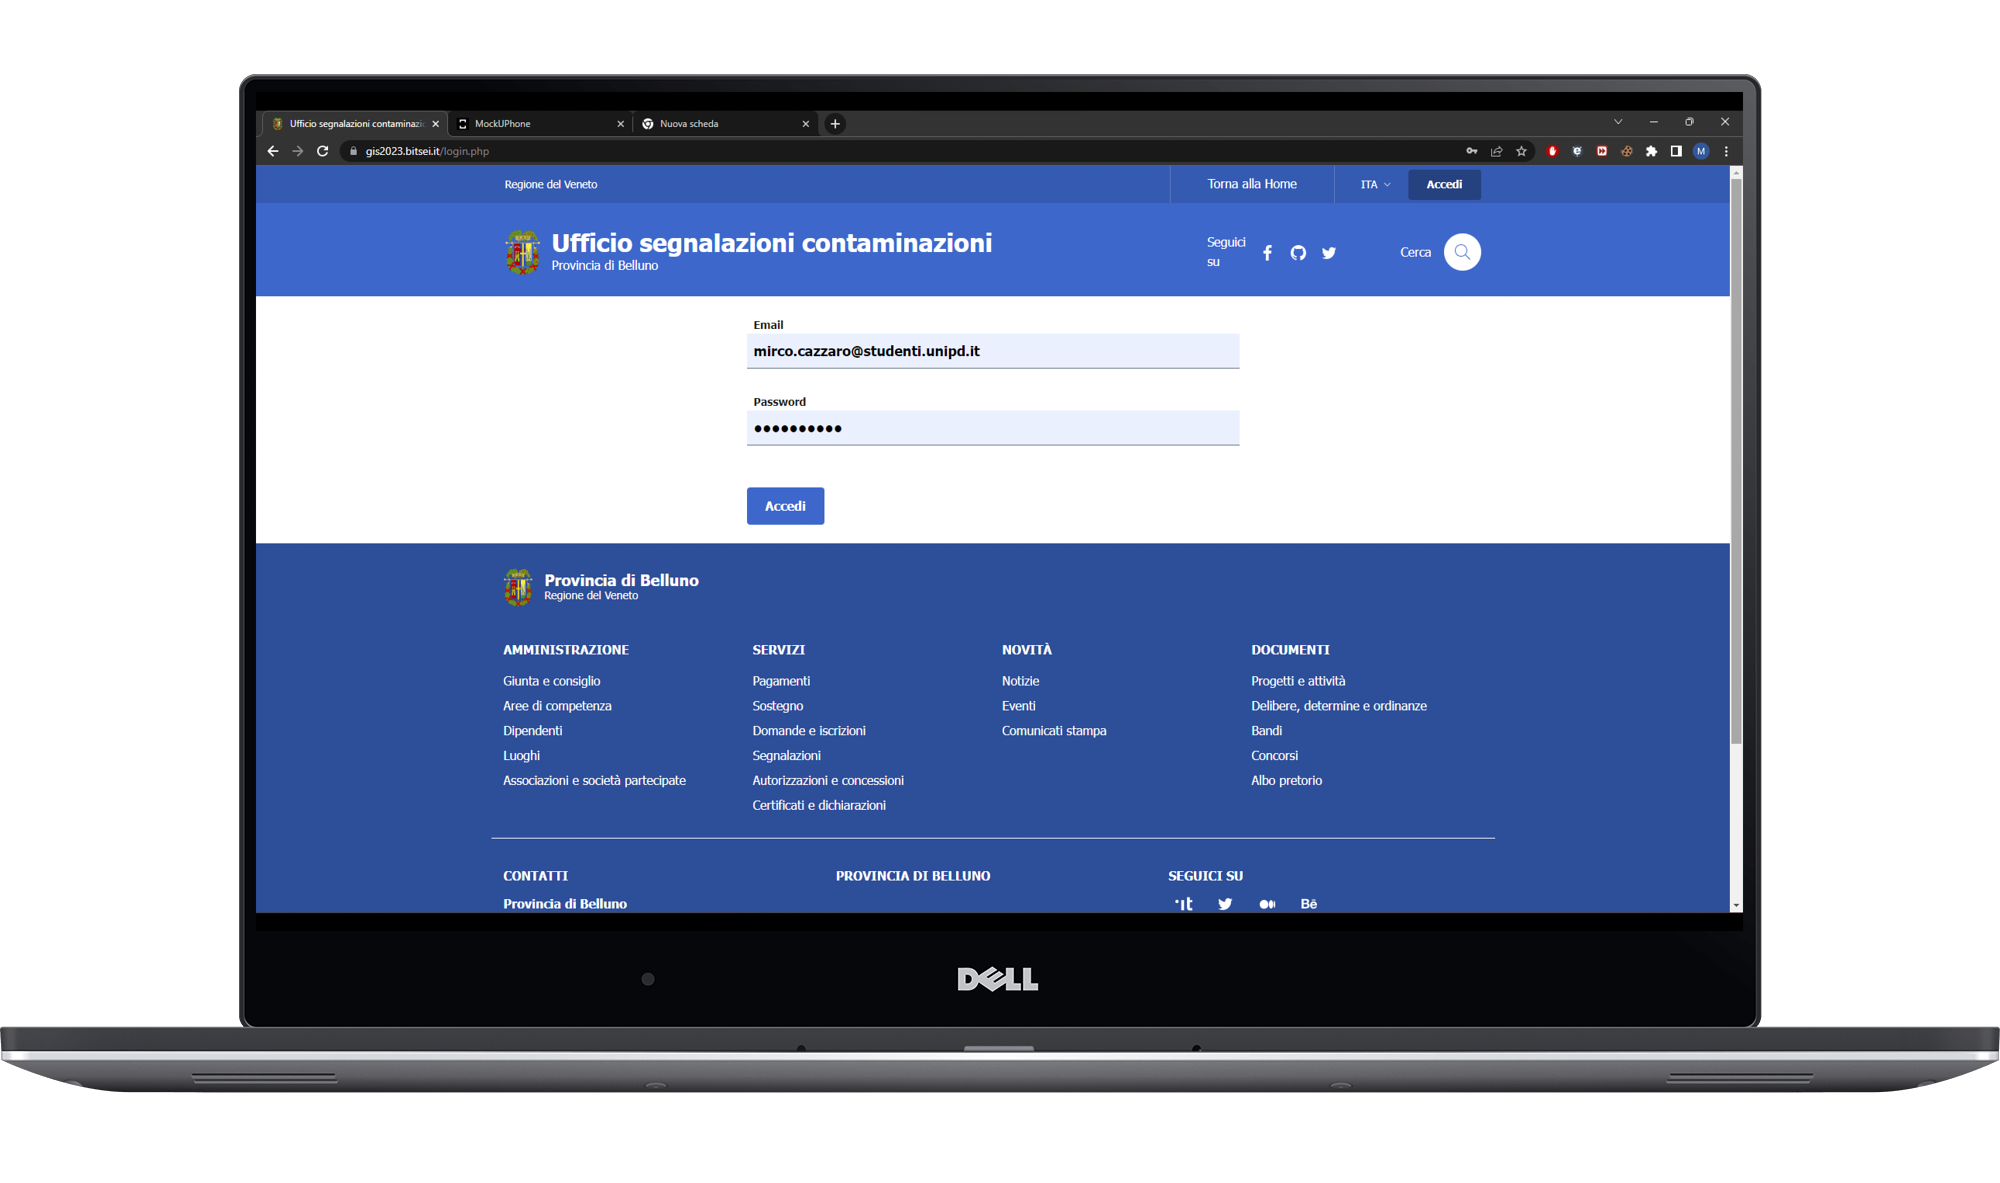 Ufficio segnalazioni contaminazic
MockUPhone
Nuova scheda
gis2023.bitsei.it/login.php
M
Regione del Veneto
Torna alla Home
ITA
Accedi
Ufficio segnalazioni contaminazioni
Provincia di Belluno
Seguici
su
Cerca
Email
mirco.cazzaro@studenti.unipd.it
Password
••••••••••
Accedi
Provincia di Belluno
Regione del Veneto
AMMINISTRAZIONE
Giunta e consiglio
Aree di competenza
Dipendenti
Luoghi
Associazioni e società partecipate
SERVIZI
Pagamenti
Sostegno
Domande e iscrizioni
Segnalazioni
Autorizzazioni e concessioni
Certificati e dichiarazioni
NOVITÀ
Notizie
Eventi
Comunicati stampa
DOCUMENTI
Progetti e attività
Delibere, determine e ordinanze
Bandi
Concorsi
Albo pretorio
CONTATTI
Provincia di Belluno
PROVINCIA DI BELLUNO
SEGUICI SU
it
Bē
DELL